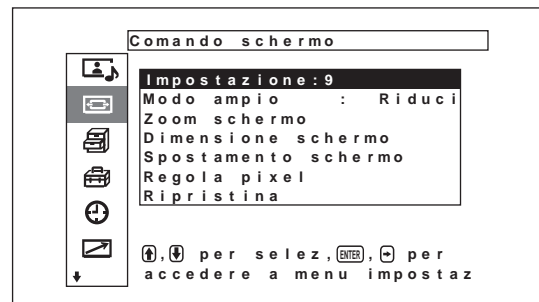 Comando schermo
Impostazione:9
Modo ampio : Riduci
Zoom schermo
Dimensione schermo
Spostamento schermo
Regola pixel
Ripristina
, per selez, ENTER , per
accedere a menu impostaz